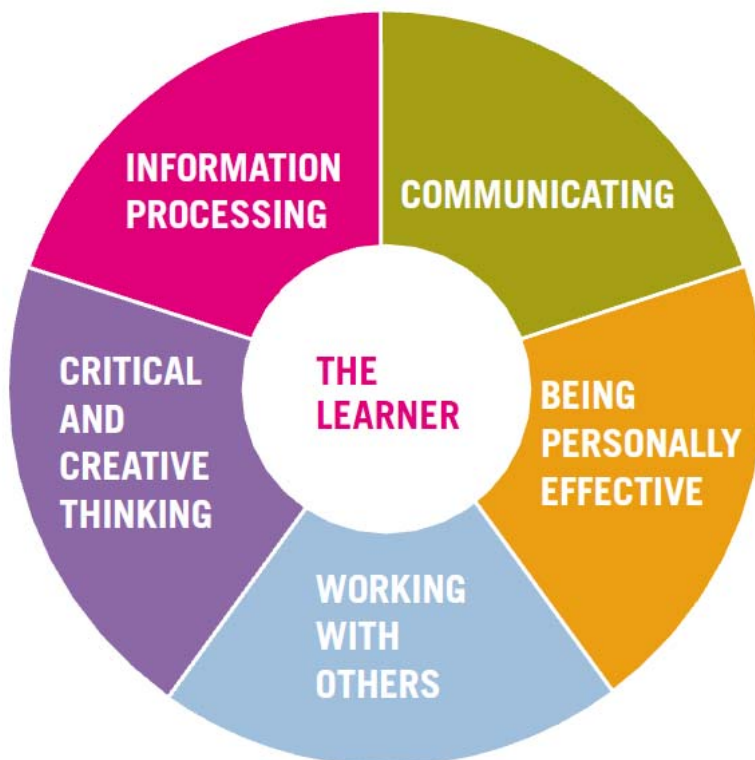 INFORMATION
PROCESSING
COMMUNICATING
CRITICAL
AND
CREATIVE
THINKING
THE
LEARNER
BEING
PERSONALLY
EFFECTIVE
WORKING
WITH
OTHERS